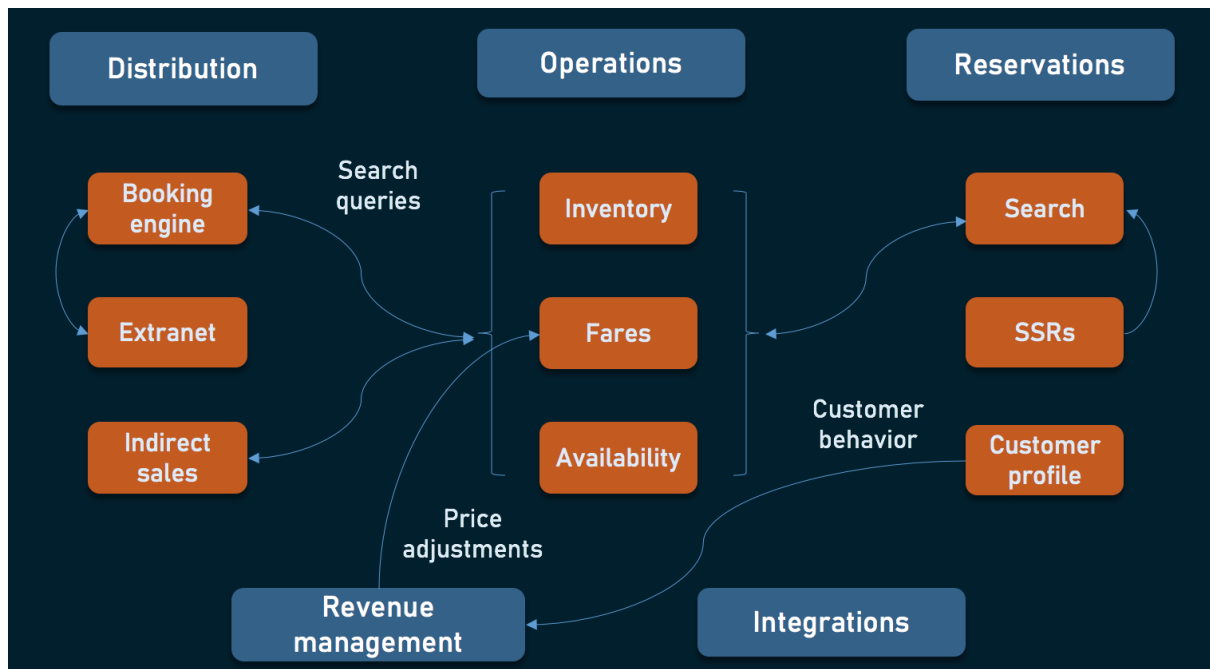 Distribution
Operations
Reservations
Search
queries
Booking
engine
Inventory
Search
Extranet
Fares
SSRs
Customer
behavior
Indirect
sales
Availability
Customer
profile
Price
adjustments
Revenue
management
Integrations